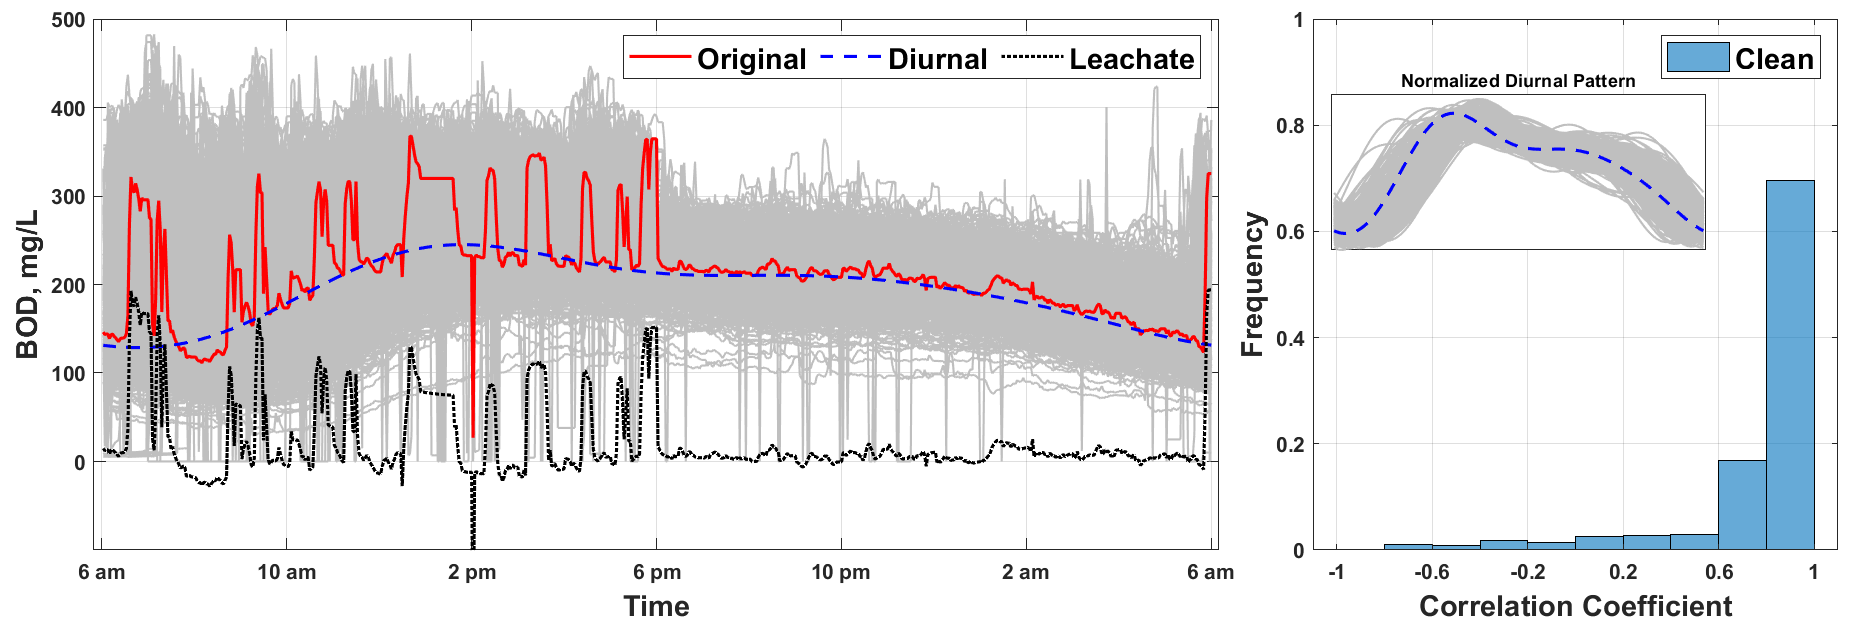 500
400
300
200
100
0
BOD, mg/L
Original
Diurnal
Leachate
6 am
10 am
2 pm
6 pm
10 pm
2 am
6 am
Time
1
0.8
0.6
0.4
0.2
0
Frequency
Clean
Normalized Diurnal Pattern
-1
-0.6
-0.2
0.2
0.6
1
Correlation Coefficient